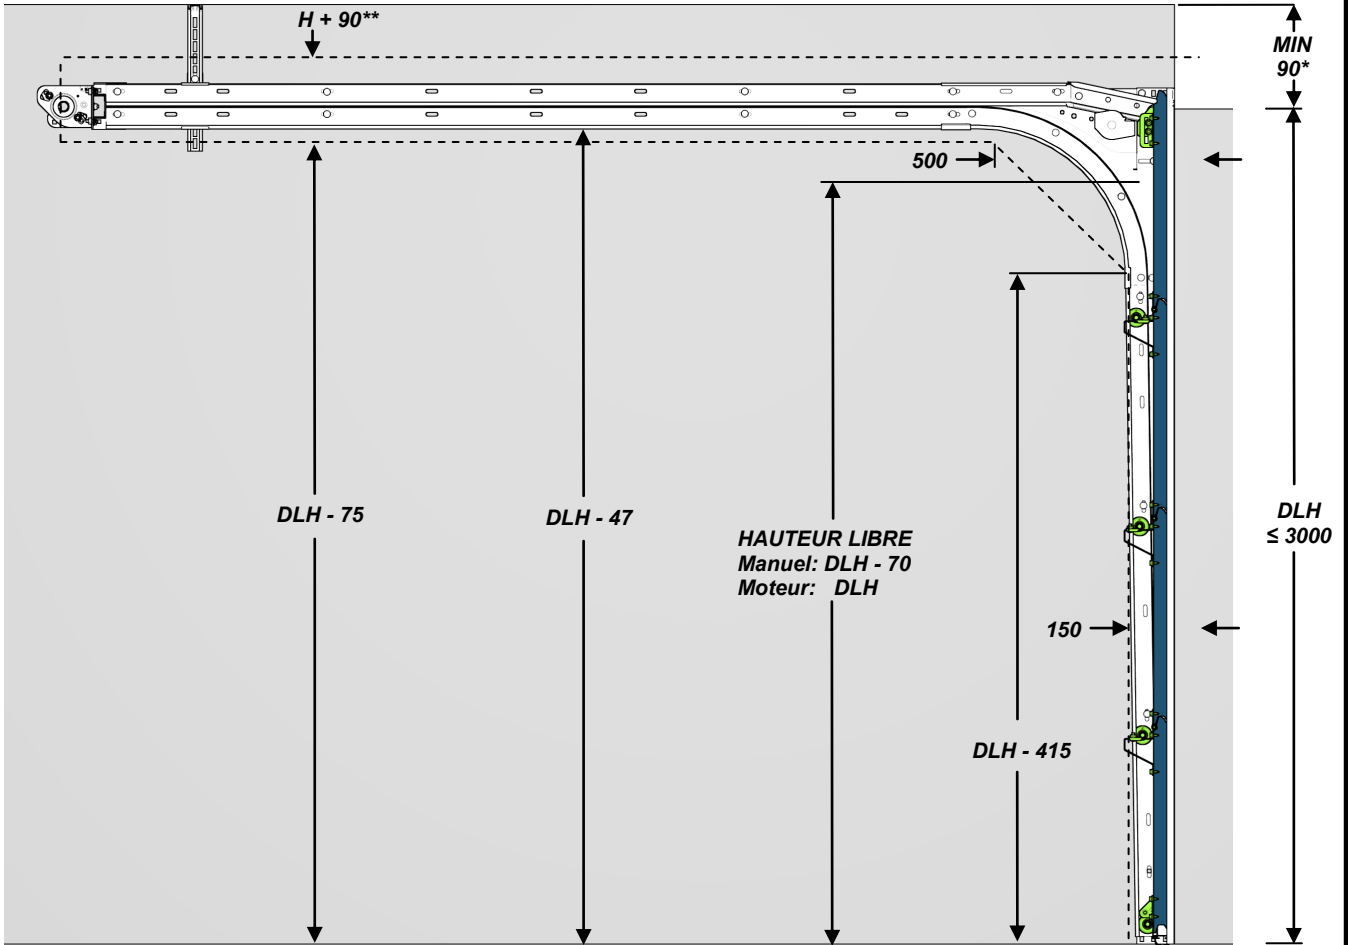 H + 90**
MIN
90*
500
DLH - 75
DLH - 47
HAUTEUR LIBRE
Manuel: DLH - 70
Moteur: DLH
DLH
≤ 3000
150
DLH - 415